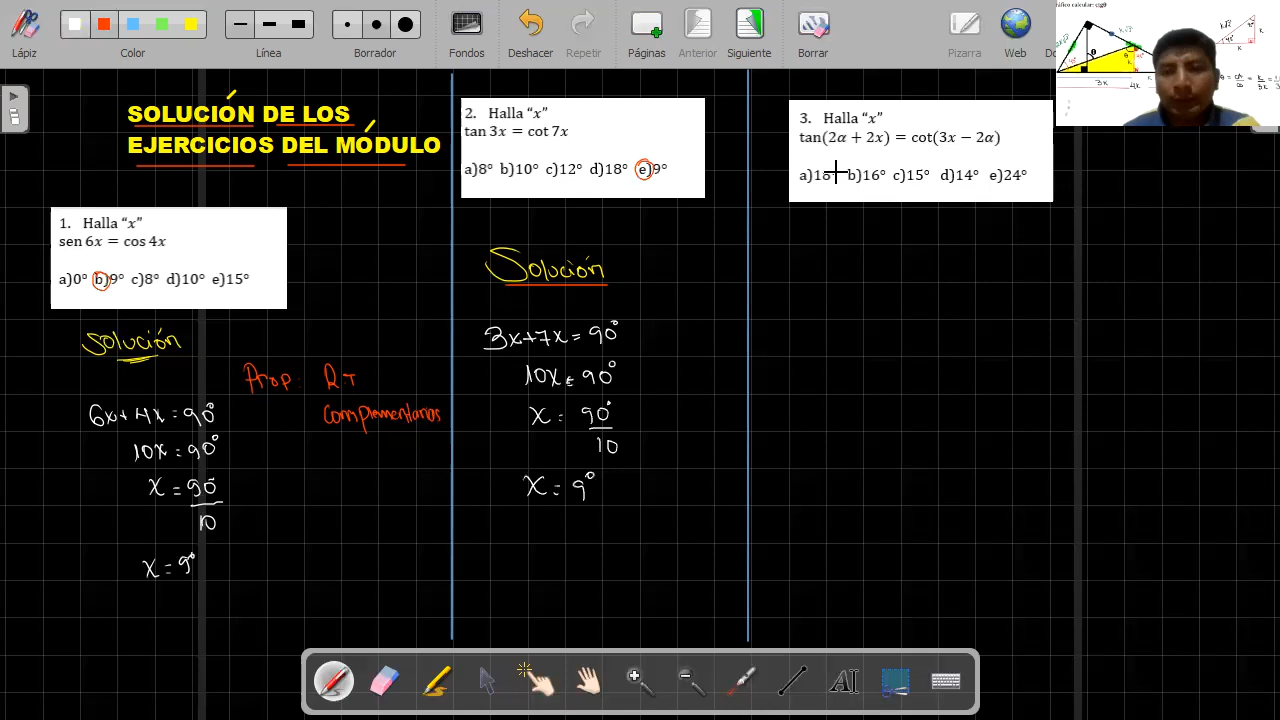 Lápiz
Color
Línea
Borrador
Fondos
Deshacer
Repetir
Páginas
Anterior
Siguiente
Borrar
Pizarra
Web
SOLUCIÓN DE LOS
EJERCICIOS DEL MÓDULO
1. Halla “x”
sen 6x = cos 4x
a)0° b)9° c)8° d)10° e)15°
Solución
6x+4x=90°
10x=90°
x=90°
10
x=9°
Prop: R.T
Complementarios
2. Halla “x”
tan 3x = cot 7x
a)8° b)10° c)12° d)18° e)9°
Solución
3x+7x=90°
10x=90°
x=90°
10
x=9°
3. Halla “x”
tan(2α + 2x) = cot(3x − 2α)
b)16° c)15° d)14° e)24°